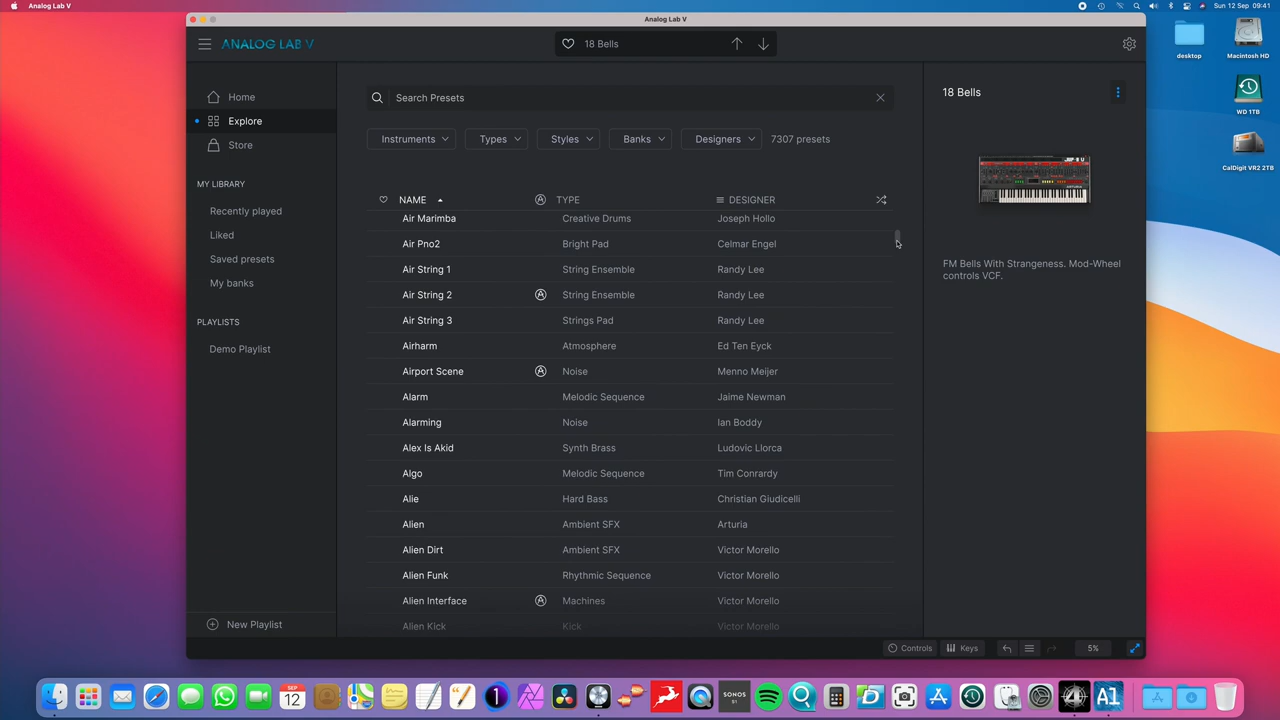 Analog Lab V
Sun 12 Sep 09:41
Analog Lab V
ANALOG LAB V
18 Bells
desktop
Macintosh HD
WD 1TB
CalDigit VR2 2TB
Home
Explore
Store
MY LIBRARY
Recently played
Liked
Saved presets
My banks
PLAYLISTS
Demo Playlist
New Playlist
Search Presets
Instruments Types Styles Banks Designers 7307 presets
NAME TYPE DESIGNER
Air Marimba Creative Drums Joseph Hollo
Air Pno2 Bright Pad Celmar Engel
Air String 1 String Ensemble Randy Lee
Air String 2 String Ensemble Randy Lee
Air String 3 Strings Pad Randy Lee
Airharm Atmosphere Ed Ten Eyck
Airport Scene Noise Menno Meijer
Alarm Melodic Sequence Jaime Newman
Alarming Noise Ian Boddy
Alex Is Akid Synth Brass Ludovic Llorca
Algo Melodic Sequence Tim Conrardy
Alie Hard Bass Christian Giudicelli
Alien Ambient SFX Arturia
Alien Dirt Ambient SFX Victor Morello
Alien Funk Rhythmic Sequence Victor Morello
Alien Interface Machines Victor Morello
Alien Kick Kick Victor Morello
18 Bells
FM Bells With Strangeness. Mod-Wheel
controls VCF.
Controls Keys 5%
SEP
12
SONOS
S1
A1